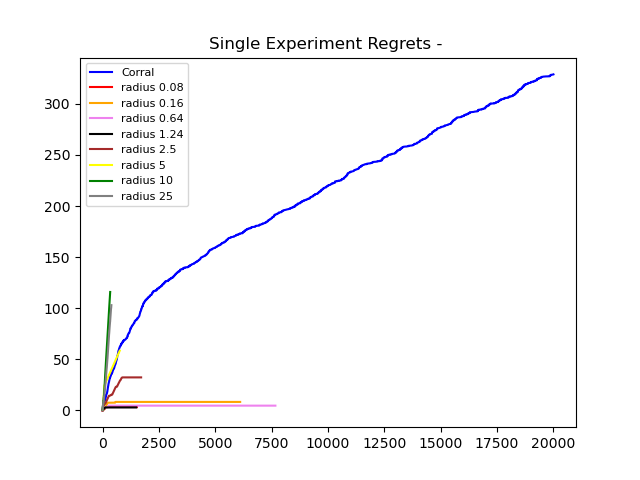 Single Experiment Regrets -
Corral
radius 0.08
radius 0.16
radius 0.64
radius 1.24
radius 2.5
radius 5
radius 10
radius 25
300
250
200
150
100
50
0
0 2500 5000 7500 10000 12500 15000 17500 20000